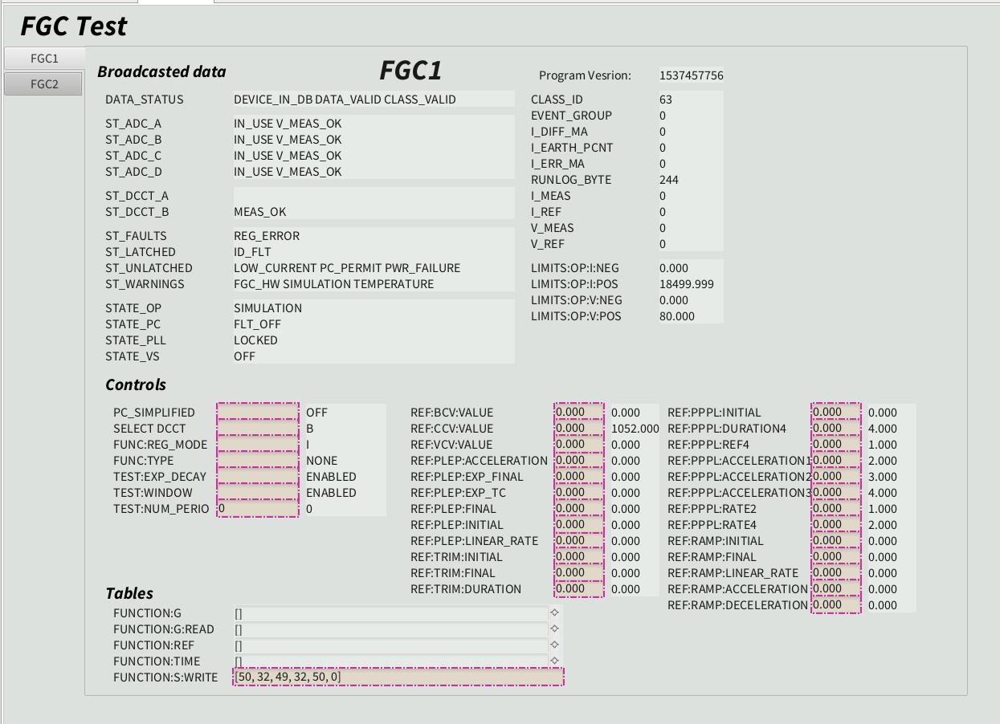 FGC Test
FGC1
FGC2
Broadcasted data
FGC1
Program Vesrion: 1537457756
DATA_STATUS DEVICE_IN_DB DATA_VALID CLASS_VALID
ST_ADC_A IN_USE V_MEAS_OK
ST_ADC_B IN_USE V_MEAS_OK
ST_ADC_C IN_USE V_MEAS_OK
ST_ADC_D IN_USE V_MEAS_OK
ST_DCCT_A
ST_DCCT_B MEAS_OK
ST_FAULTS REG_ERROR
ST_LATCHED ID_FLT
ST_UNLATCHED LOW_CURRENT PC_PERMIT PWR_FAILURE
ST_WARNINGS FGC_HW SIMULATION TEMPERATURE
STATE_OP SIMULATION
STATE_PC FLT_OFF
STATE_PLL LOCKED
STATE_VS OFF
CLASS_ID 63
EVENT_GROUP 0
I_DIFF_MA 0
I_EARTH_PCNT 0
I_ERR_MA 0
RUNLOG_BYTE 244
I_MEAS 0
I_REF 0
V_MEAS 0
V_REF 0
LIMITS:OP:I:NEG 0.000
LIMITS:OP:I:POS 18499.999
LIMITS:OP:V:NEG 0.000
LIMITS:OP:V:POS 80.000
Controls
PC_SIMPLIFIED OFF
SELECT DCCT B
FUNC:REG_MODE I
FUNC:TYPE NONE
TEST:EXP_DECAY ENABLED
TEST:WINDOW ENABLED
TEST:NUM_PERIO 0 0
REF:BCV:VALUE 0.000 0.000
REF:CCV:VALUE 0.000 1052.000
REF:VCV:VALUE 0.000 0.000
REF:PLEP:ACCELERATION 0.000 0.000
REF:PLEP:EXP_FINAL 0.000 0.000
REF:PLEP:EXP_TC 0.000 0.000
REF:PLEP:FINAL 0.000 0.000
REF:PLEP:INITIAL 0.000 0.000
REF:PLEP:LINEAR_RATE 0.000 0.000
REF:TRIM:INITIAL 0.000 0.000
REF:TRIM:FINAL 0.000 0.000
REF:TRIM:DURATION 0.000 0.000
REF:PPPL:INITIAL 0.000 0.000
REF:PPPL:DURATION4 0.000 4.000
REF:PPPL:REF4 0.000 1.000
REF:PPPL:ACCELERATION1 0.000 2.000
REF:PPPL:ACCELERATION2 0.000 3.000
REF:PPPL:ACCELERATION3 0.000 4.000
REF:PPPL:RATE2 0.000 1.000
REF:PPPL:RATE4 0.000 2.000
REF:RAMP:INITIAL 0.000 0.000
REF:RAMP:FINAL 0.000 0.000
REF:RAMP:LINEAR_RATE 0.000 0.000
REF:RAMP:ACCELERATION 0.000 0.000
REF:RAMP:DECELERATION 0.000 0.000
Tables
FUNCTION:G []
FUNCTION:G:READ []
FUNCTION:REF []
FUNCTION:TIME []
FUNCTION:S:WRITE [50, 32, 49, 32, 50, 0]